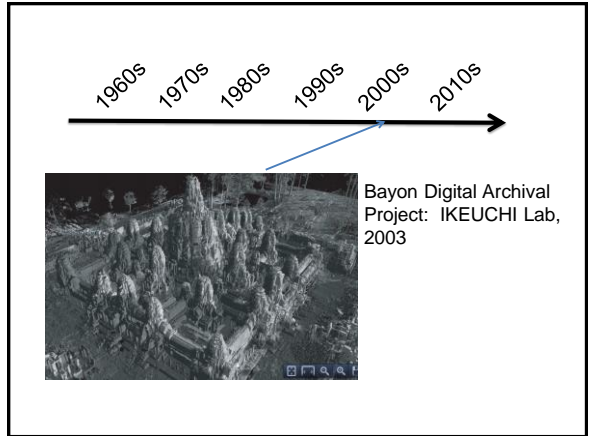 1960s
1970s
1980s
1990s
2000s
2010s
Bayon Digital Archival
Project:  IKEUCHI Lab,
2003